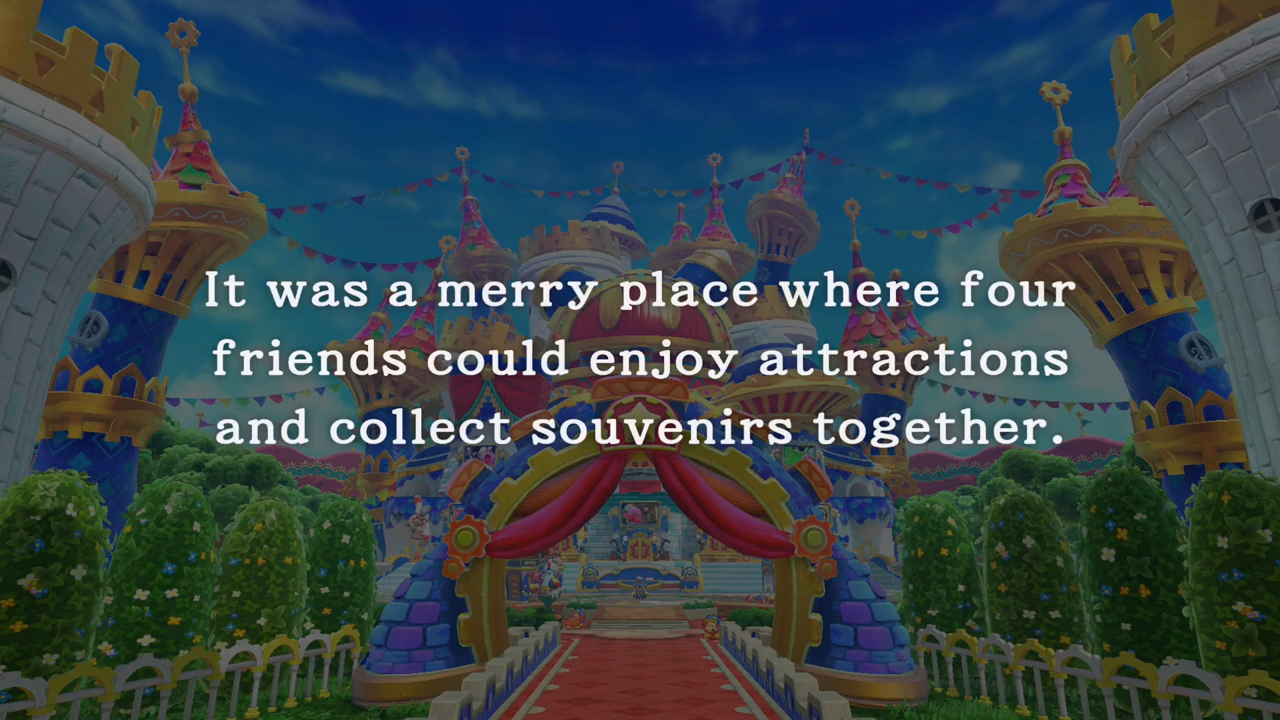 It was a merry place where four
friends could enjoy attractions
and collect souvenirs together.